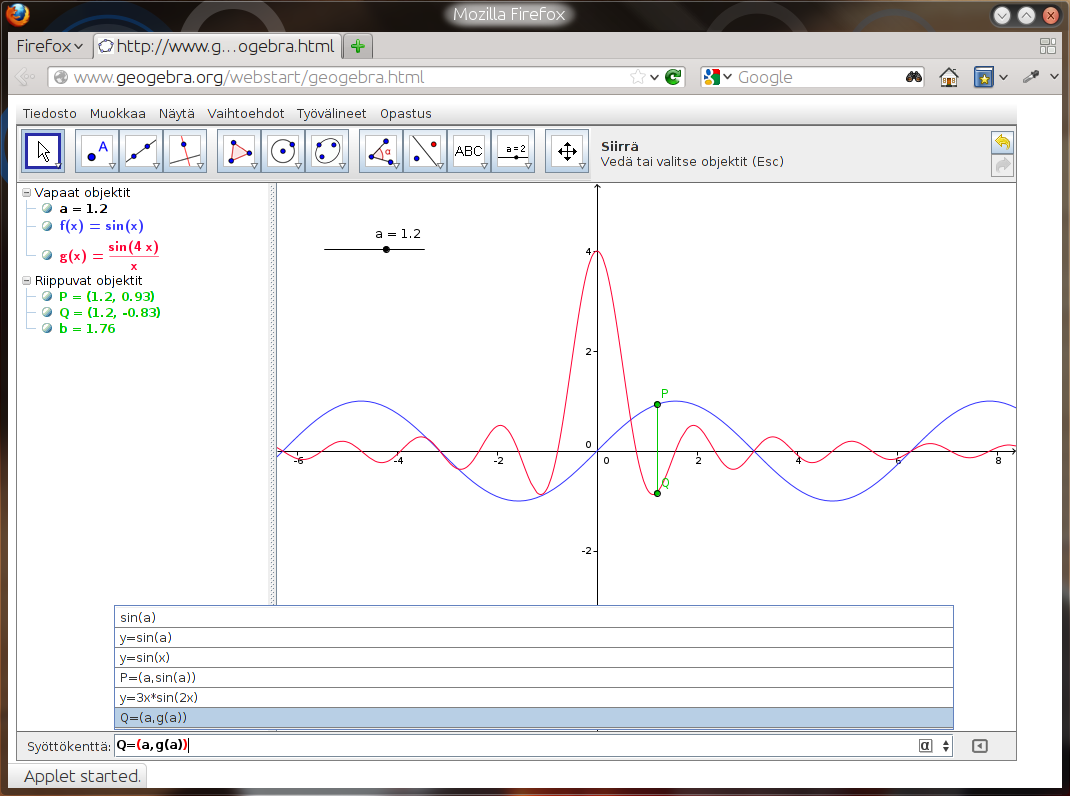 Mozilla Firefox
Firefox
http://www.g...ogebra.html
www.geogebra.org/webstart/geogebra.html
Google
Tiedosto Muokkaa Näytä Vaihtoehdot Työvälineet Opastus
A
α
ABC
a = 2
Siirrä
Vedä tai valitse objektit (Esc)
Vapaat objektit
a = 1.2
f(x) = sin(x)
g(x) = sin(4 x)
x
Riippuvat objektit
P = (1.2, 0.93)
Q = (1.2, -0.83)
b = 1.76
a = 1.2
4
2
P
0
-6 -4 -2 0 2 4 6 8
Q
-2
sin(a)
y=sin(a)
y=sin(x)
P=(a,sin(a))
y=3x*sin(2x)
Q=(a,g(a))
Syöttökenttä: Q=(a,g(a))
α
Applet started.